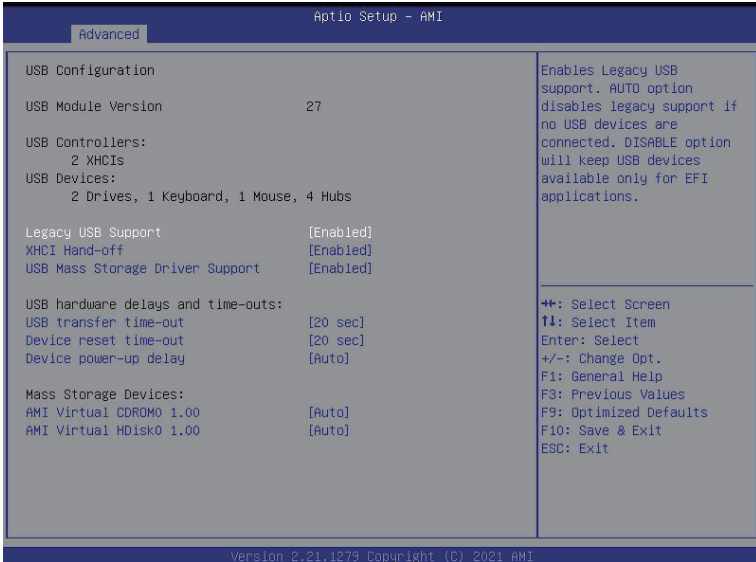 Aptio Setup – AMI
Advanced
USB Configuration
USB Module Version 27
USB Controllers:
2 XHCIs
USB Devices:
2 Drives, 1 Keyboard, 1 Mouse, 4 Hubs
Legacy USB Support [Enabled]
XHCI Hand-off [Enabled]
USB Mass Storage Driver Support [Enabled]
USB hardware delays and time-outs:
USB transfer time-out [20 sec]
Device reset time-out [20 sec]
Device power-up delay [Auto]
Mass Storage Devices:
AMI Virtual CDROM0 1.00 [Auto]
AMI Virtual HDisk0 1.00 [Auto]
Enables Legacy USB
support. AUTO option
disables legacy support if
no USB devices are
connected. DISABLE option
will keep USB devices
available only for EFI
applications.
→←: Select Screen
↑↓: Select Item
Enter: Select
+/-: Change Opt.
F1: General Help
F3: Previous Values
F9: Optimized Defaults
F10: Save & Exit
ESC: Exit
Version 2.21.1279 Copyright (C) 2021 AMI